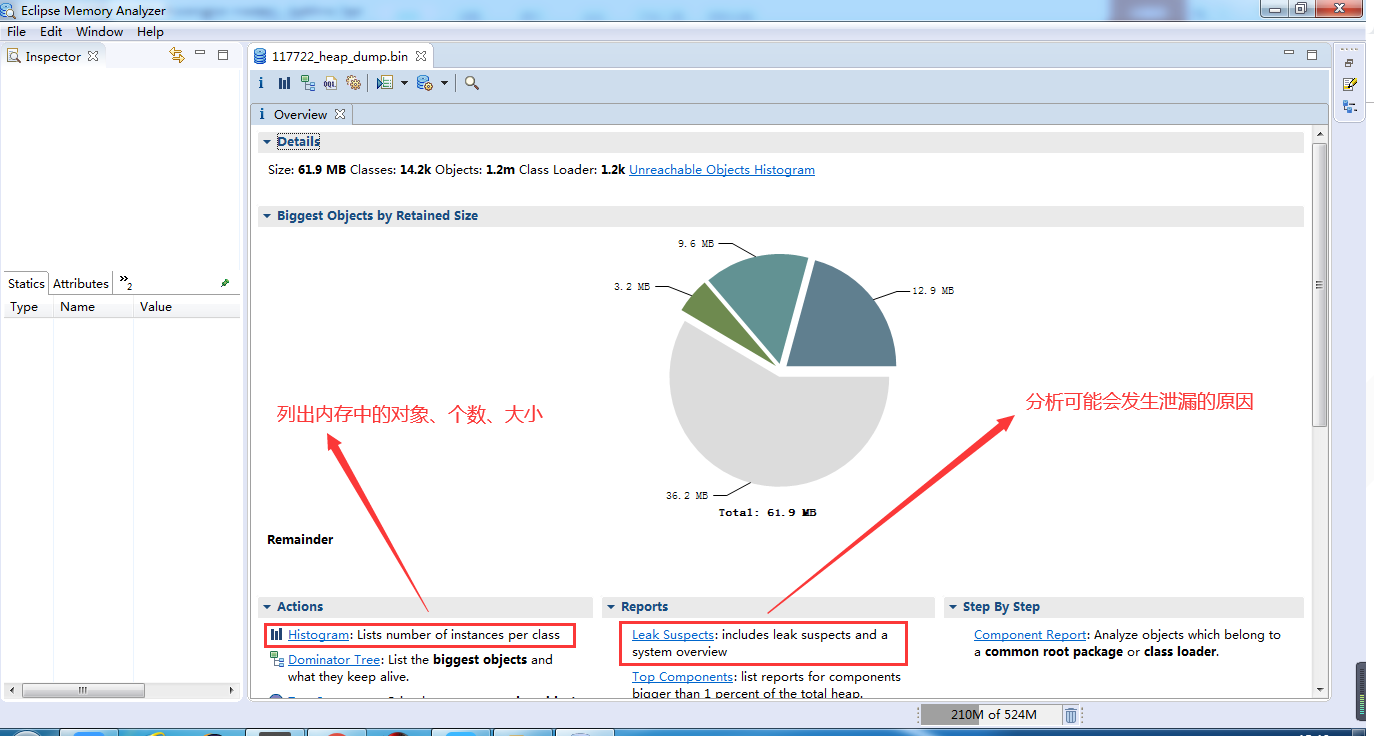 Eclipse Memory Analyzer
File Edit Window Help
Inspector
117722_heap_dump.bin
OQL
i Overview
Details
Size: 61.9 MB Classes: 14.2k Objects: 1.2m Class Loader: 1.2k Unreachable Objects Histogram
Biggest Objects by Retained Size
9.6 MB
3.2 MB
12.9 MB
36.2 MB
Total: 61.9 MB
Statics Attributes »2
Type Name Value
列出内存中的对象、个数、大小
分析可能会发生泄漏的原因
Remainder
Actions
Histogram: Lists number of instances per class
Dominator Tree: List the biggest objects and
what they keep alive.
Reports
Leak Suspects: includes leak suspects and a
system overview
Top Components: list reports for components
bigger than 1 percent of the total heap.
Step By Step
Component Report: Analyze objects which belong to
a common root package or class loader.
210M of 524M